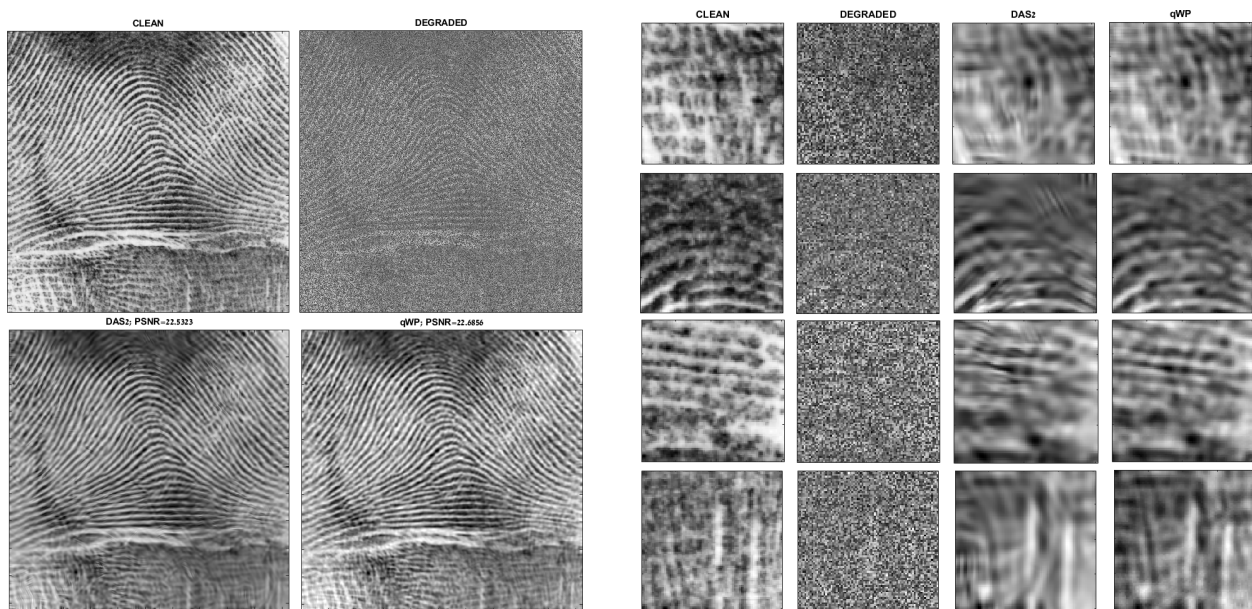 CLEAN DEGRADED
DAS2; PSNR=22.5323 qWP; PSNR=22.6856
CLEAN DEGRADED DAS2 qWP